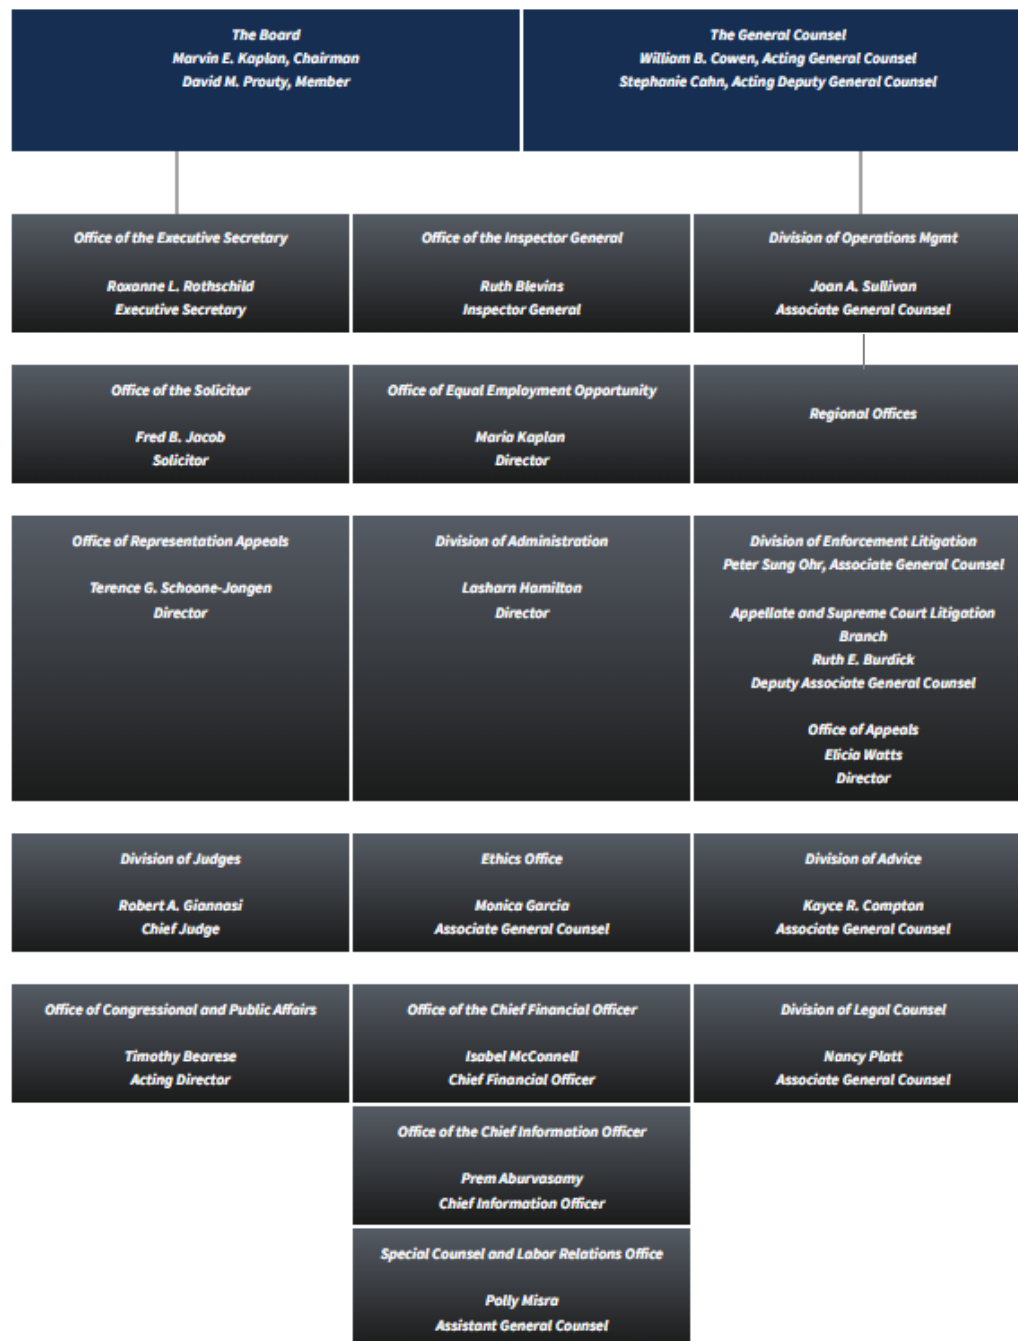 The Board
Marvin E. Kaplan, Chairman
David M. Prouty, Member
The General Counsel
William B. Cowen, Acting General Counsel
Stephanie Cahn, Acting Deputy General Counsel
Office of the Executive Secretary
Roxanne L. Rothschild
Executive Secretary
Office of the Inspector General
Ruth Blevins
Inspector General
Division of Operations Mgmt
Joan A. Sullivan
Associate General Counsel
Office of the Solicitor
Fred B. Jacob
Solicitor
Office of Equal Employment Opportunity
Maria Kaplan
Director
Regional Offices
Office of Representation Appeals
Terence G. Schoone-Jongen
Director
Division of Administration
Lasharn Hamilton
Director
Division of Enforcement Litigation
Peter Sung Ohr, Associate General Counsel
Appellate and Supreme Court Litigation
Branch
Ruth E. Burdick
Deputy Associate General Counsel
Office of Appeals
Elicia Watts
Director
Division of Judges
Robert A. Giannasi
Chief Judge
Ethics Office
Monica Garcia
Associate General Counsel
Division of Advice
Kayce R. Compton
Associate General Counsel
Office of Congressional and Public Affairs
Timothy Bearese
Acting Director
Office of the Chief Financial Officer
Isabel McConnell
Chief Financial Officer
Division of Legal Counsel
Nancy Platt
Associate General Counsel
Office of the Chief Information Officer
Prem Aburvasamy
Chief Information Officer
Special Counsel and Labor Relations Office
Polly Misra
Assistant General Counsel